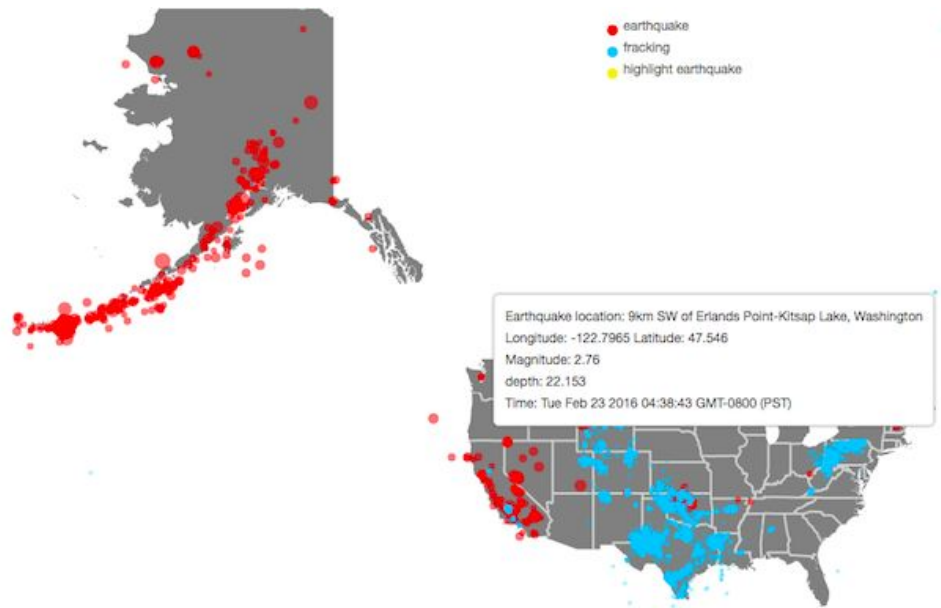 earthquake
fracking
highlight earthquake
Earthquake location: 9km SW of Erlands Point-Kitsap Lake, Washington
Longitude: -122.7965 Latitude: 47.546
Magnitude: 2.76
depth: 22.153
Time: Tue Feb 23 2016 04:38:43 GMT-0800 (PST)